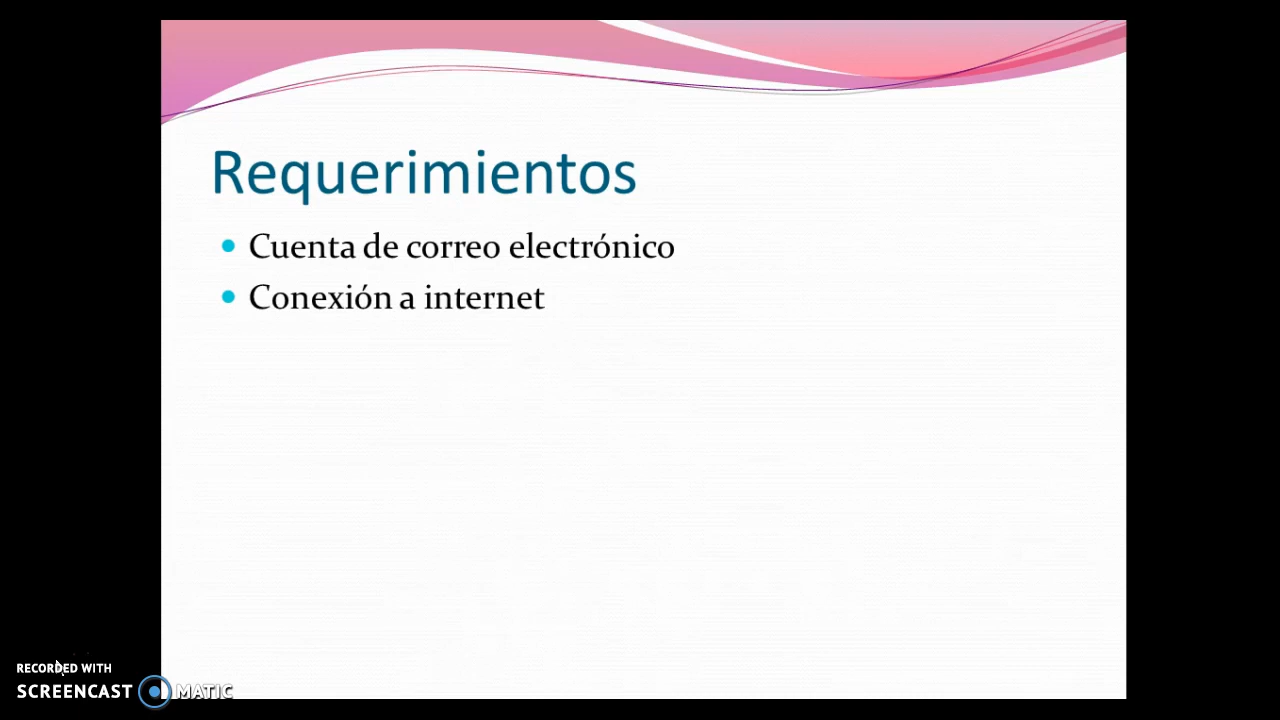 Requerimientos
Cuenta de correo electrónico
Conexión a internet
RECORDED WITH
SCREENCAST MATIC